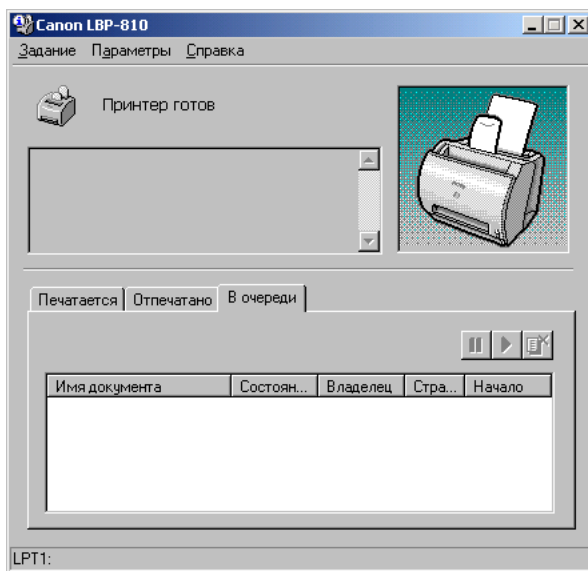 Canon LBP-810
Задание Параметры Справка
Принтер готов
Печатается Отпечатано В очереди
Имя документа Состоян... Владелец Стра... Начало
LPT1: